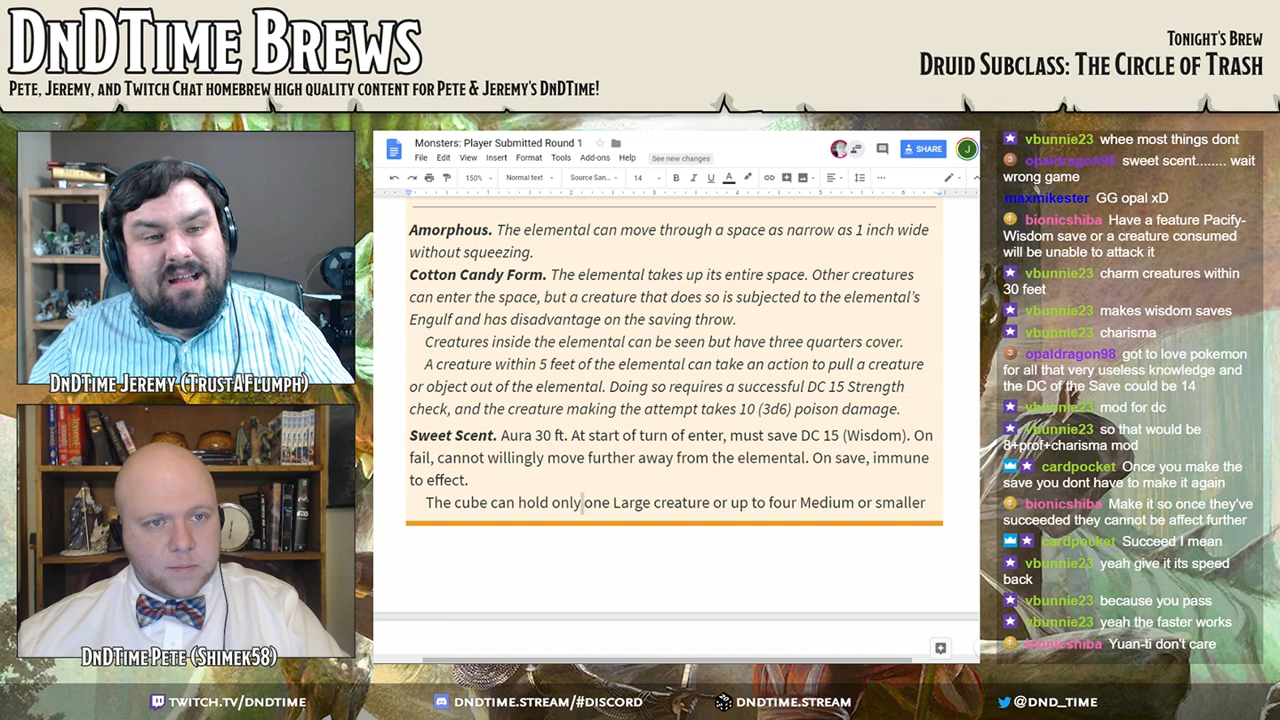 DnDTime Brews
Pete, Jeremy, and Twitch Chat homebrew high quality content for Pete & Jeremy's DnDTime!
Tonight's Brew
Druid Subclass: The Circle of Trash
DnDTime Jeremy (TrustAFlumph)
DnDTime Pete (Shimek58)
Monsters: Player Submitted Round 1
File Edit View Insert Format Tools Add-ons Help See new changes
SHARE
J
150% Normal text Source San... 14 B I U A
Amorphous. The elemental can move through a space as narrow as 1 inch wide
without squeezing.
Cotton Candy Form. The elemental takes up its entire space. Other creatures
can enter the space, but a creature that does so is subjected to the elemental's
Engulf and has disadvantage on the saving throw.
Creatures inside the elemental can be seen but have three quarters cover.
A creature within 5 feet of the elemental can take an action to pull a creature
or object out of the elemental. Doing so requires a successful DC 15 Strength
check, and the creature making the attempt takes 10 (3d6) poison damage.
Sweet Scent. Aura 30 ft. At start of turn of enter, must save DC 15 (Wisdom). On
fail, cannot willingly move further away from the elemental. On save, immune
to effect.
The cube can hold only one Large creature or up to four Medium or smaller
vbunnie23 whee most things dont
opaldragon98 sweet scent........ wait
wrong game
maxmikester GG opal xD
bionicshiba Have a feature Pacify-
Wisdom save or a creature consumed
will be unable to attack it
vbunnie23 charm creatures within
30 feet
vbunnie23 makes wisdom saves
vbunnie23 charisma
opaldragon98 got to love pokemon
for all that very useless knowledge and
the DC of the Save could be 14
vbunnie23 mod for dc
vbunnie23 so that would be
8+prof+charisma mod
cardpocket Once you make the
save you dont have to make it again
bionicshiba Make it so once they've
succeeded they cannot be affect further
cardpocket Succeed I mean
vbunnie23 yeah give it its speed
back
vbunnie23 because you pass
vbunnie23 yeah the faster works
bionicshiba Yuan-ti don't care
twitch.tv/dndtime
dndtime.stream/#discord
dndtime.stream
@dnd_time